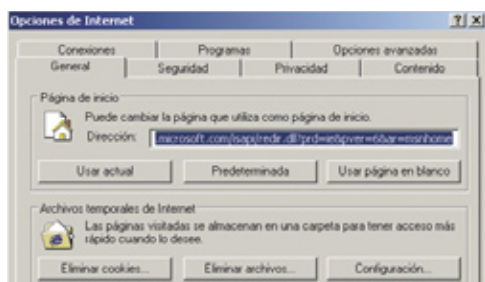 Opciones de Internet
Conexiones Programas Opciones avanzadas
General Seguridad Privacidad Contenido
Página de inicio
Puede cambiar la página que utiliza como página de inicio.
Dirección: microsoft.com/isapi/redir.dll?prd=ie&pver=6&ar=msnhome
Usar actual Predeterminada Usar página en blanco
Archivos temporales de Internet
Las páginas visitadas se almacenan en una carpeta para tener acceso más
rápido cuando lo desee.
Eliminar cookies... Eliminar archivos... Configuración...